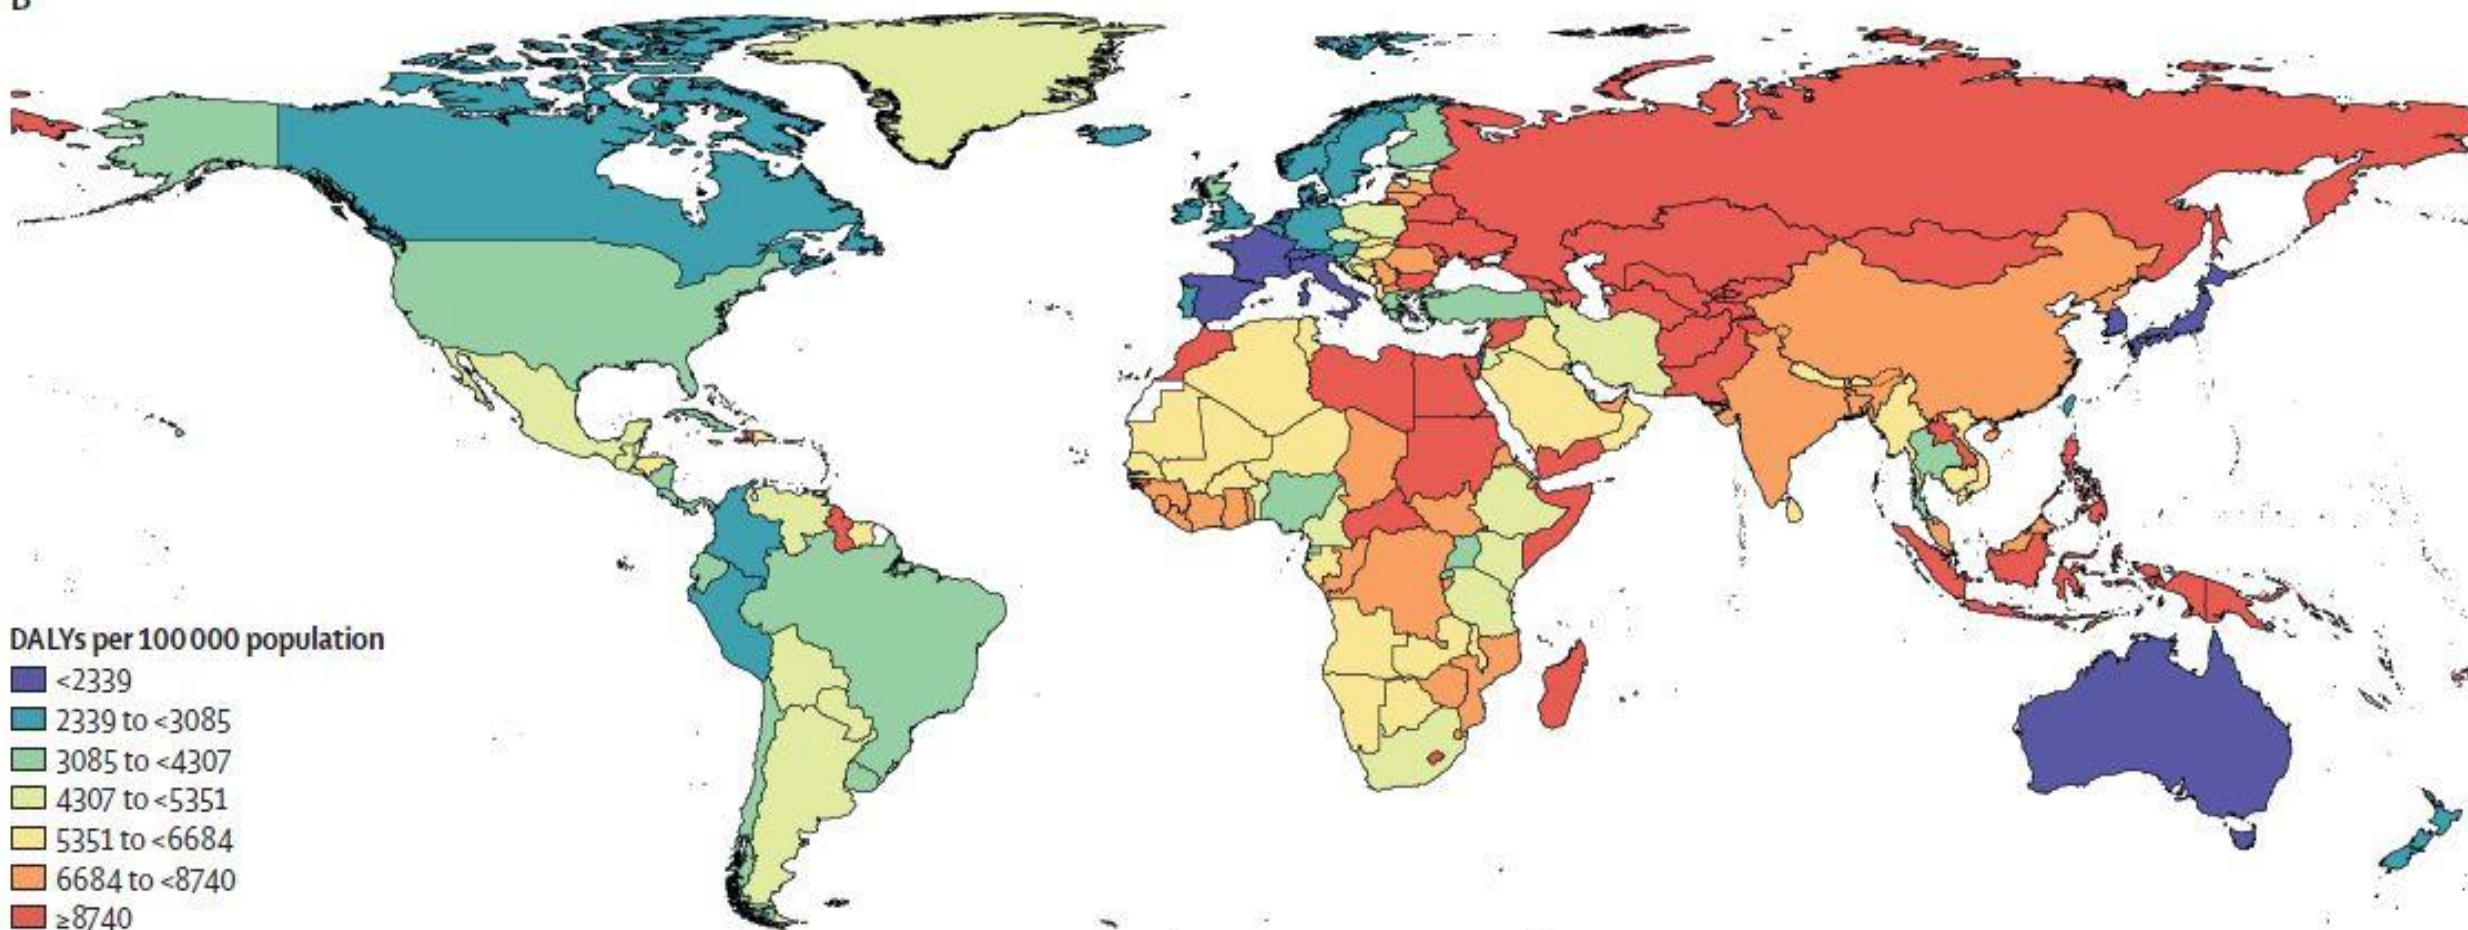 B
DALYs per 100 000 population
<2339
2339 to <3085
3085 to <4307
4307 to <5351
5351 to <6684
6684 to <8740
≥8740